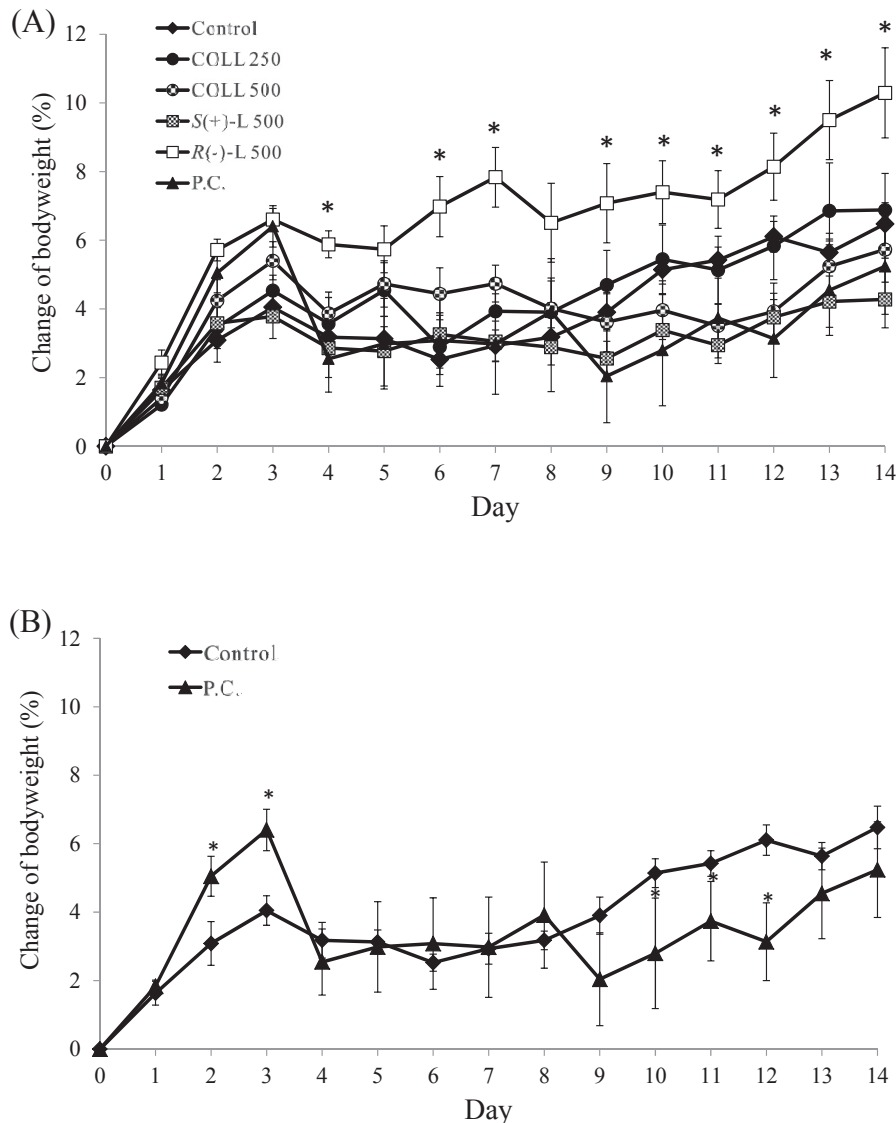 (A)
Control
COLL 250
COLL 500
S(+)-L 500
R(-)-L 500
P.C.
Change of bodyweight (%)
12
10
8
6
4
2
0
* * * * * * * * *
0 1 2 3 4 5 6 7 8 9 10 11 12 13 14
Day
(B)
Control
P.C.
Change of bodyweight (%)
12
10
8
6
4
2
0
* * * * *
0 1 2 3 4 5 6 7 8 9 10 11 12 13 14
Day